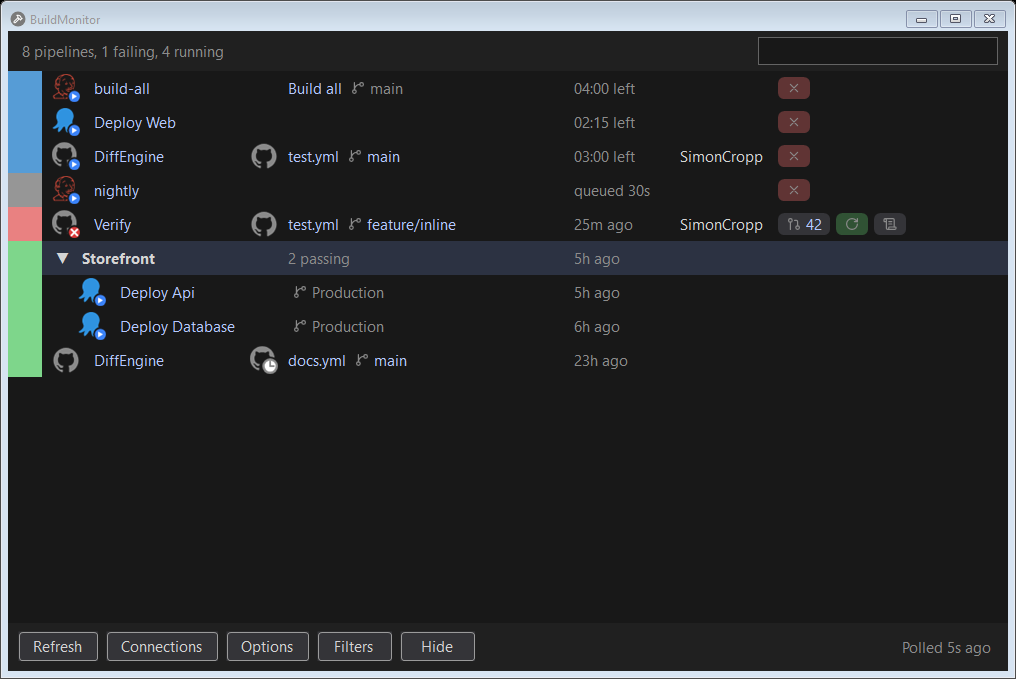 BuildMonitor
8 pipelines, 1 failing, 4 running
build-all Build all main 04:00 left
Deploy Web 02:15 left
DiffEngine test.yml main 03:00 left SimonCropp
nightly queued 30s
Verify test.yml feature/inline 25m ago SimonCropp 42
Storefront 2 passing 5h ago
Deploy Api Production 5h ago
Deploy Database Production 6h ago
DiffEngine docs.yml main 23h ago
Refresh Connections Options Filters Hide Polled 5s ago